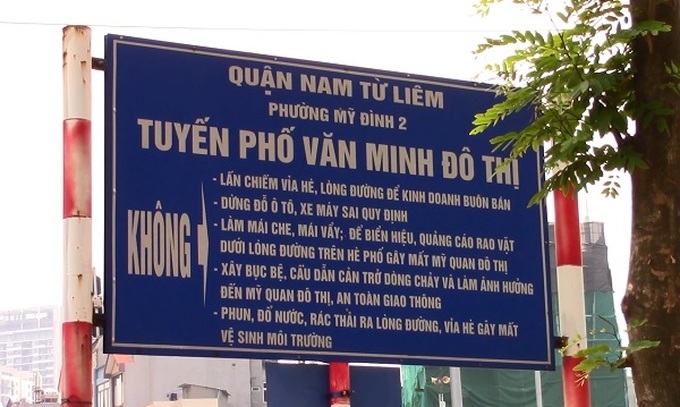 QUẬN NAM TỪ LIÊM
PHƯỜNG MỸ ĐÌNH 2
TUYẾN PHỐ VĂN MINH ĐÔ THỊ
KHÔNG
- LẤN CHIẾM VỈA HÈ, LÒNG ĐƯỜNG ĐỂ KINH DOANH BUÔN BÁN
- DỪNG ĐỖ Ô TÔ, XE MÁY SAI QUY ĐỊNH
- LÀM MÁI CHE, MÁI VẨY; ĐỂ BIỂN HIỆU, QUẢNG CÁO RAO VẶT
DƯỚI LÒNG ĐƯỜNG TRÊN HÈ PHỐ GÂY MẤT MỸ QUAN ĐÔ THỊ
- XÂY BỤC BỆ, CẦU DẪN CẢN TRỞ DÒNG CHẢY VÀ LÀM ẢNH HƯỞNG
ĐẾN MỸ QUAN ĐÔ THỊ, AN TOÀN GIAO THÔNG
- PHUN, ĐỔ NƯỚC, RÁC THẢI RA LÒNG ĐƯỜNG, VỈA HÈ GÂY MẤT
VỆ SINH MÔI TRƯỜNG